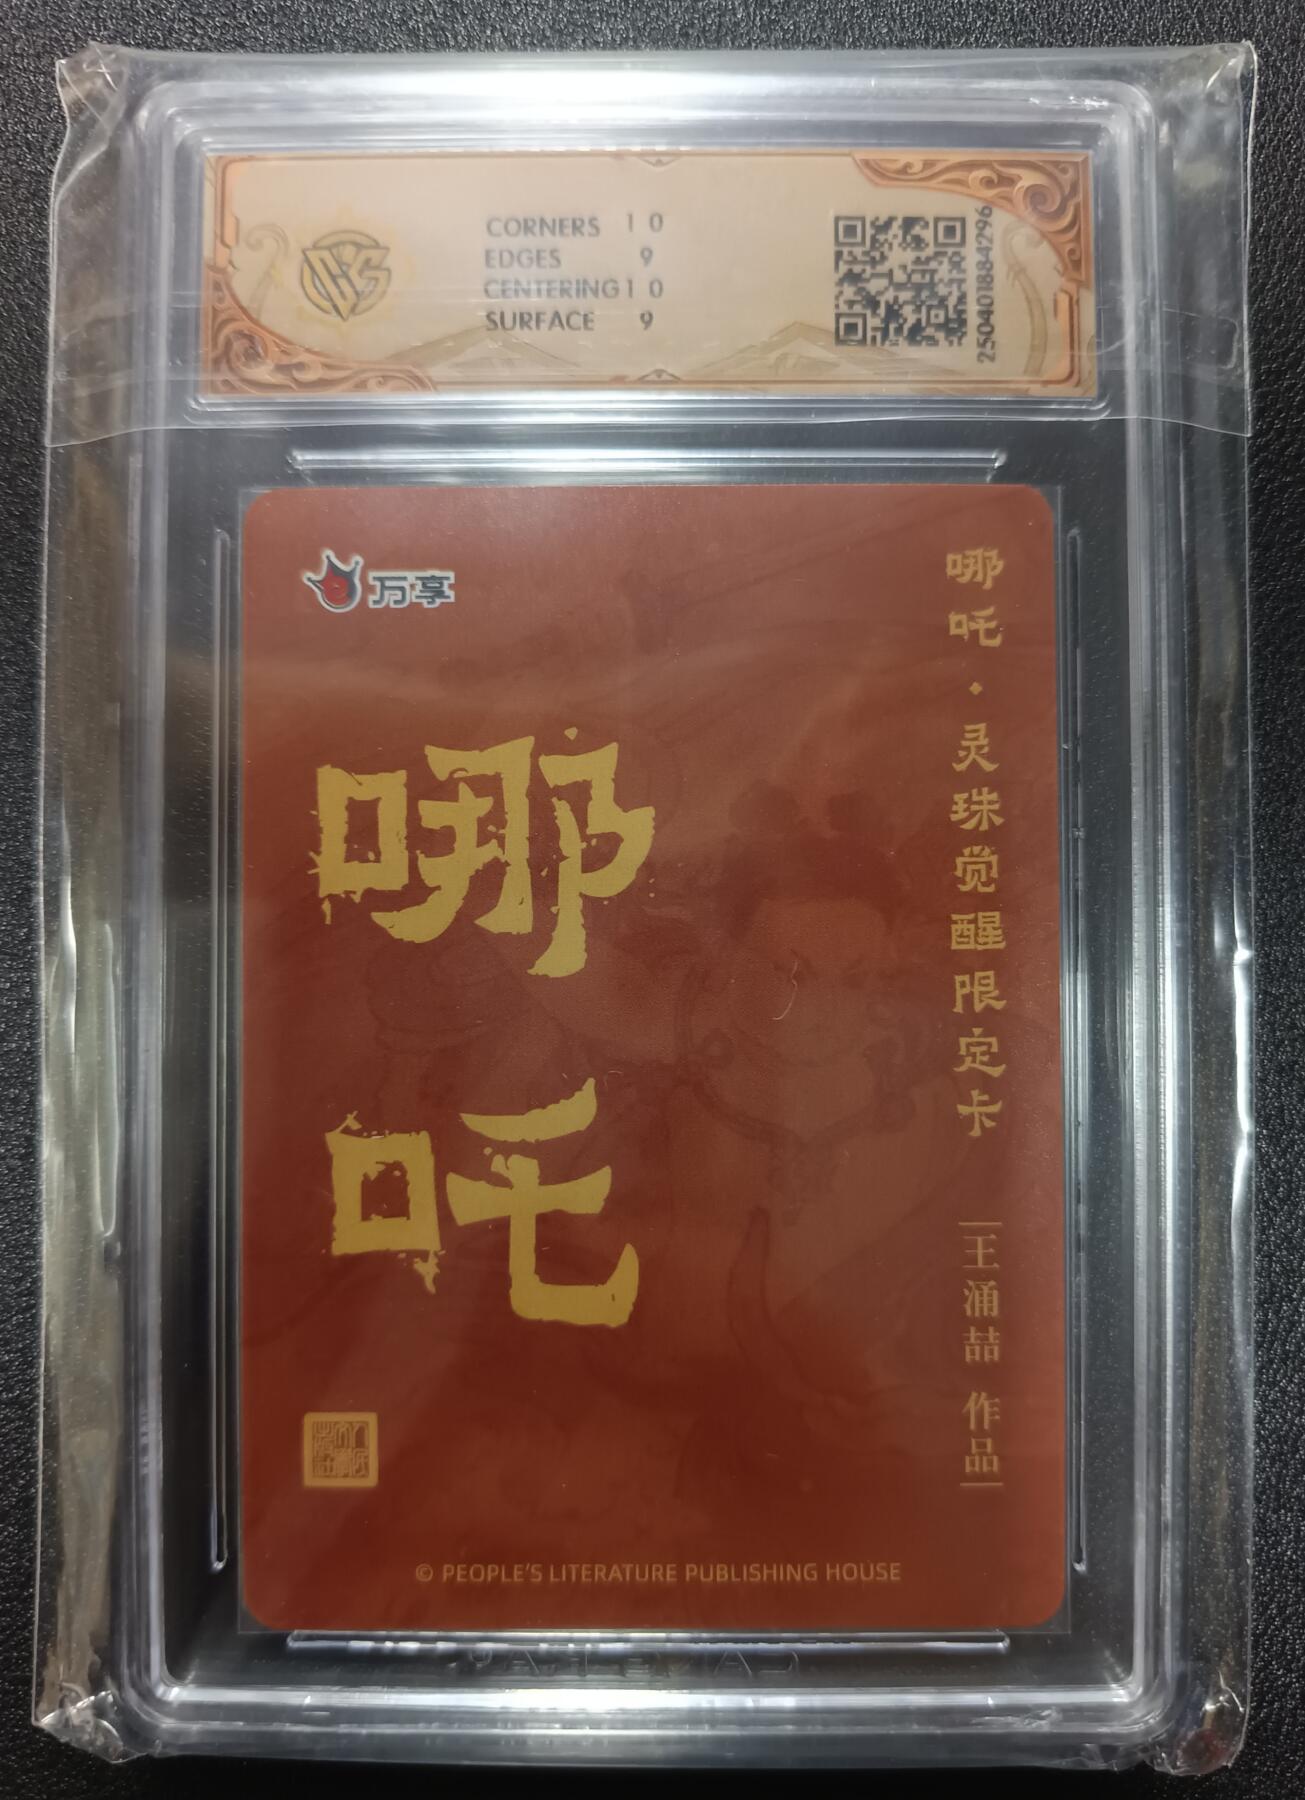 CORNERS 10
EDGES 9
CENTERING 10
SURFACE 9
250401884296
万享
哪吒
哪吒·灵珠觉醒限定卡
王涌喆 作品
© PEOPLE'S LITERATURE PUBLISHING HOUSE